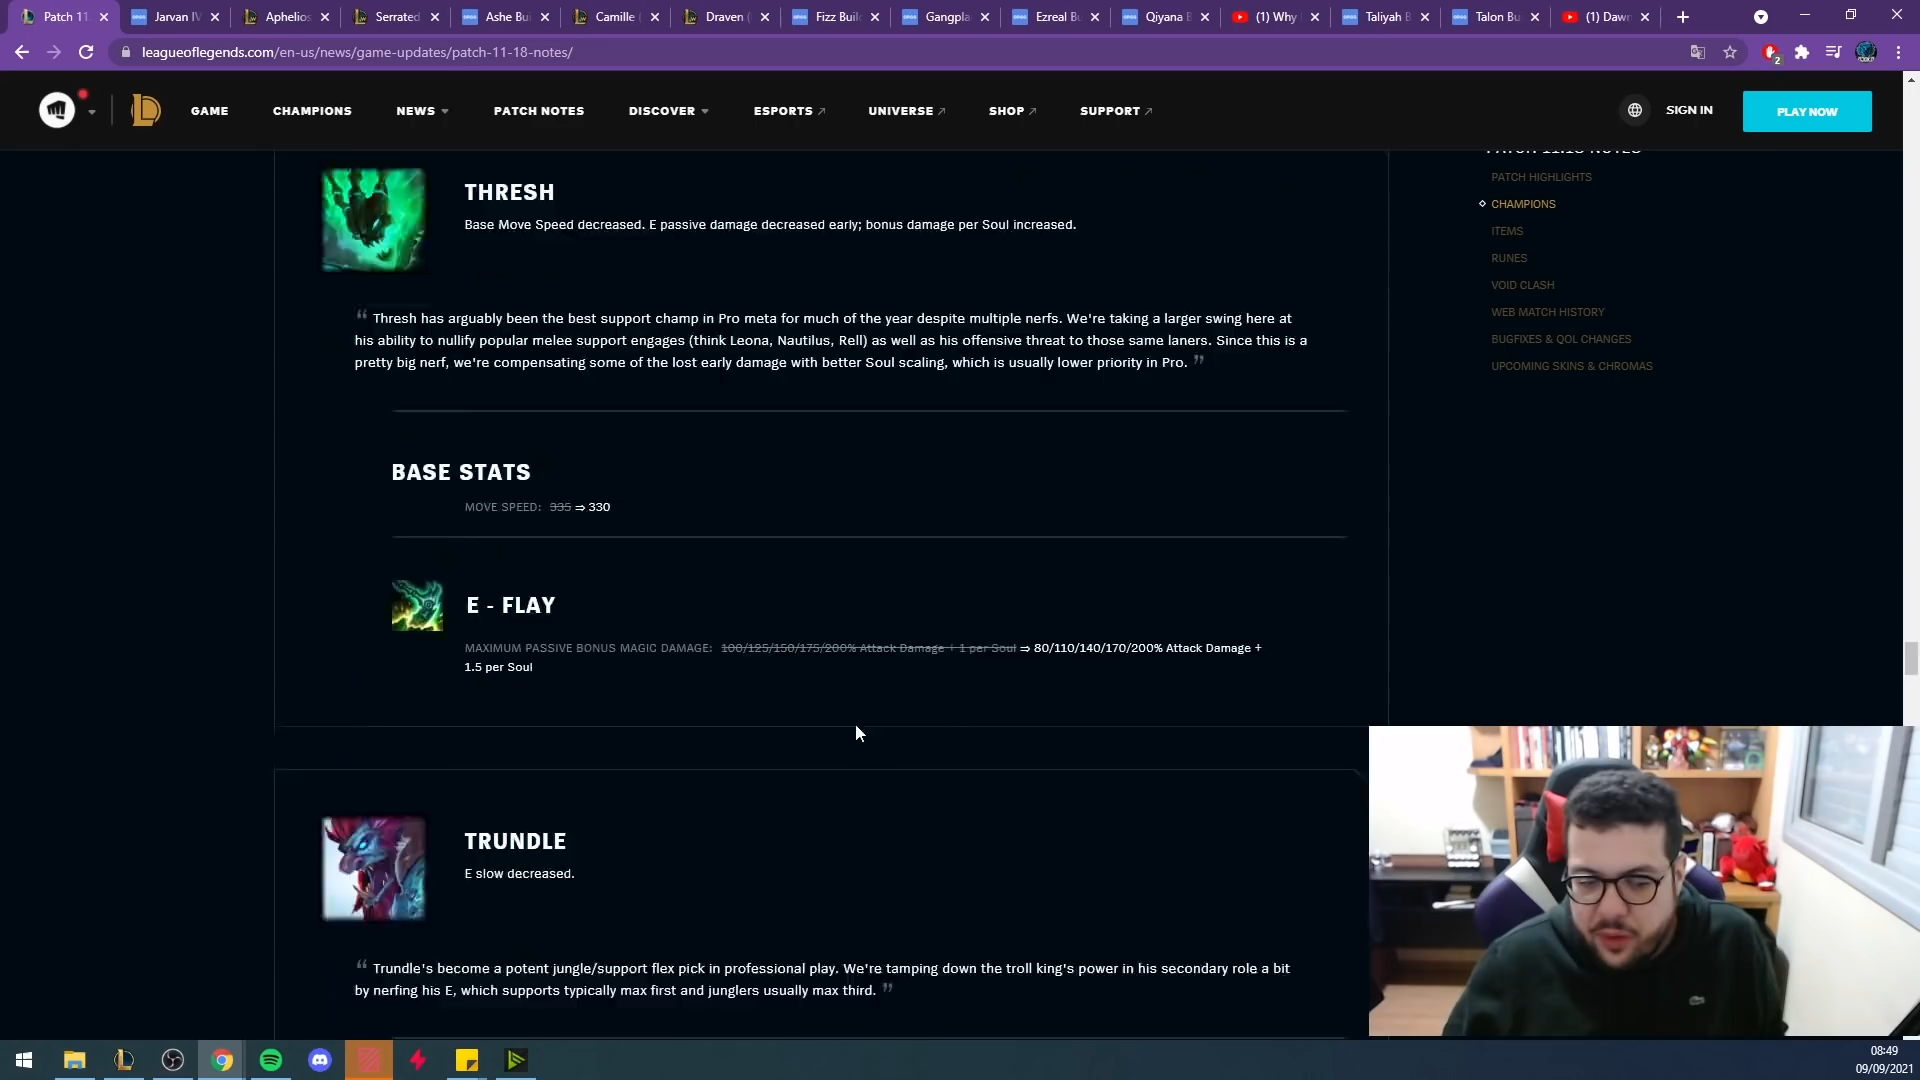 Patch 11.
Jarvan IV
Aphelios
Serrated
Ashe Bui
Camille (
Draven (
Fizz Buil
Gangpla
Ezreal Bu
Qiyana B
(1) Why
Taliyah B
Talon Bu
(1) Dawn
leagueoflegends.com/en-us/news/game-updates/patch-11-18-notes/
2
GAME
CHAMPIONS
NEWS
PATCH NOTES
DISCOVER
ESPORTS
UNIVERSE
SHOP
SUPPORT
SIGN IN
PLAY NOW
PATCH 11.18 NOTES
PATCH HIGHLIGHTS
CHAMPIONS
ITEMS
RUNES
VOID CLASH
WEB MATCH HISTORY
BUGFIXES & QOL CHANGES
UPCOMING SKINS & CHROMAS
THRESH
Base Move Speed decreased. E passive damage decreased early; bonus damage per Soul increased.
“ Thresh has arguably been the best support champ in Pro meta for much of the year despite multiple nerfs. We're taking a larger swing here at
his ability to nullify popular melee support engages (think Leona, Nautilus, Rell) as well as his offensive threat to those same laners. Since this is a
pretty big nerf, we're compensating some of the lost early damage with better Soul scaling, which is usually lower priority in Pro. ”
BASE STATS
MOVE SPEED: 335 ⇒ 330
E - FLAY
MAXIMUM PASSIVE BONUS MAGIC DAMAGE: 100/125/150/175/200% Attack Damage + 1 per Soul ⇒ 80/110/140/170/200% Attack Damage +
1.5 per Soul
TRUNDLE
E slow decreased.
“ Trundle's become a potent jungle/support flex pick in professional play. We're tamping down the troll king's power in his secondary role a bit
by nerfing his E, which supports typically max first and junglers usually max third. ”
08:49
09/09/2021